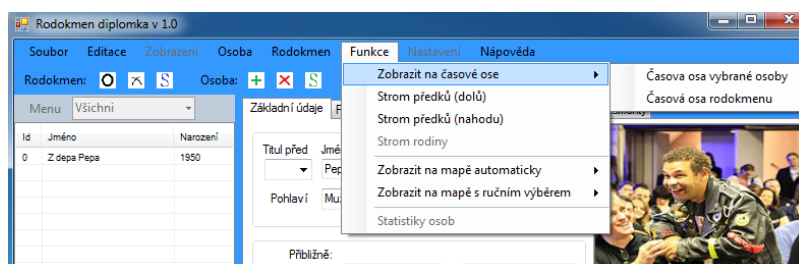 Rodokmen diplomka v 1.0
Soubor Editace Zobrazení Osoba Rodokmen Funkce Nastavení Nápověda
Rodokmen: Osoba:
Menu Všichni
Id Jméno Narození
0 Z depa Pepa 1950
Základní údaje
Titul před
Pohlaví
Přibližně:
Zobrazit na časové ose
Strom předků (dolů)
Strom předků (nahodu)
Strom rodiny
Zobrazit na mapě automaticky
Zobrazit na mapě s ručním výběrem
Statistiky osob
Časova osa vybrané osoby
Časová osa rodokmenu